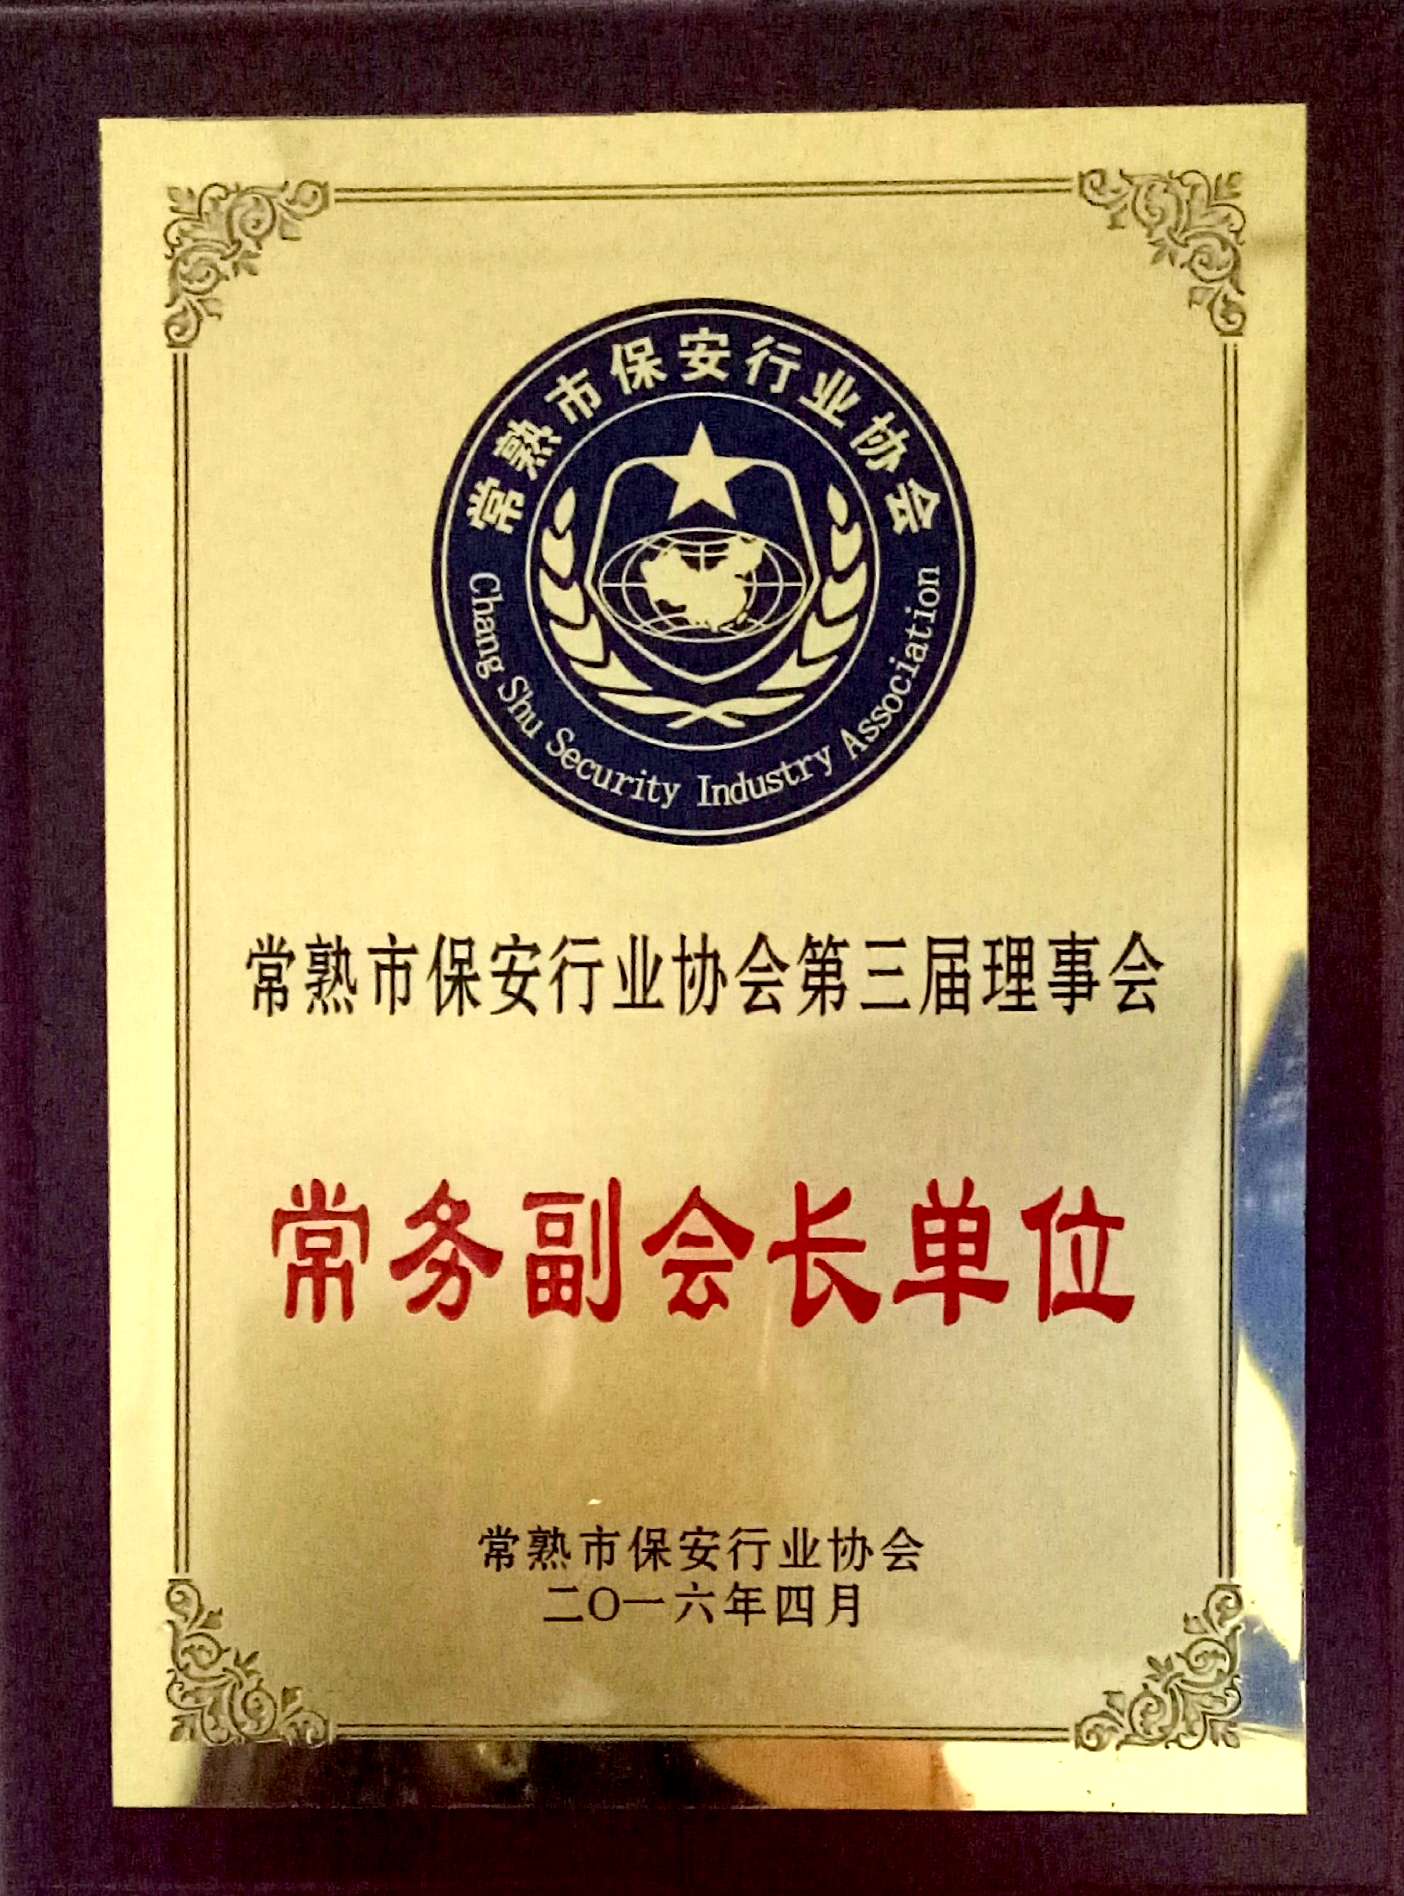 常熟市保安行业协会
Chang Shu Security Industry Association
常熟市保安行业协会第三届理事会
常务副会长单位
常熟市保安行业协会
二〇一六年四月